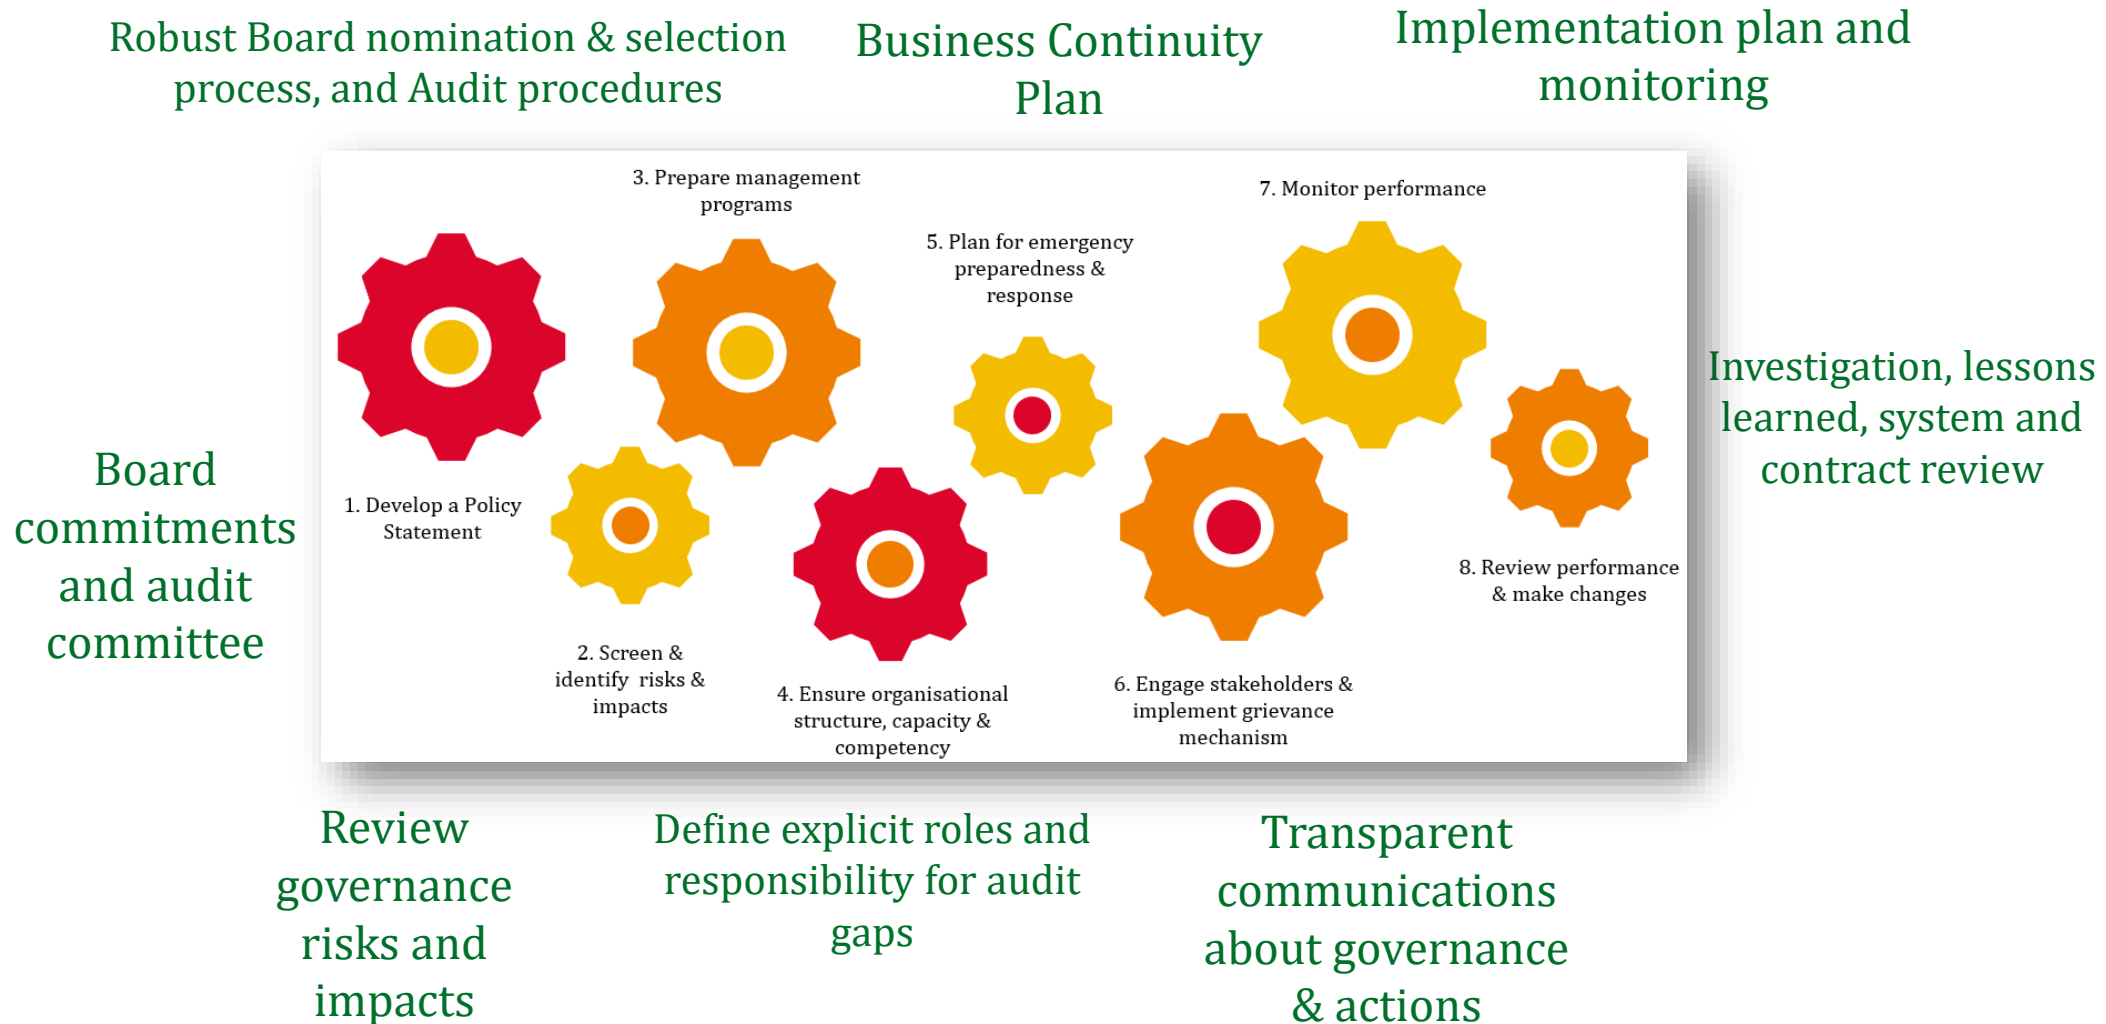 Robust Board nomination & selection
process, and Audit procedures
Business Continuity
Plan
Implementation plan and
monitoring
3. Prepare management
programs
7. Monitor performance
5. Plan for emergency
preparedness &
response
Board
commitments
and audit
committee
1. Develop a Policy
Statement
Investigation, lessons
learned, system and
contract review
2. Screen &
identify  risks &
impacts
4. Ensure organisational
structure, capacity &
competency
6. Engage stakeholders &
implement grievance
mechanism
8. Review performance
& make changes
Review
governance
risks and
impacts
Define explicit roles and
responsibility for audit
gaps
Transparent
communications
about governance
& actions